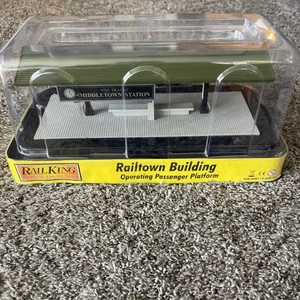 MIDDLETOWN STATION
RAILKING
Railtown Building
Operating Passenger Platform